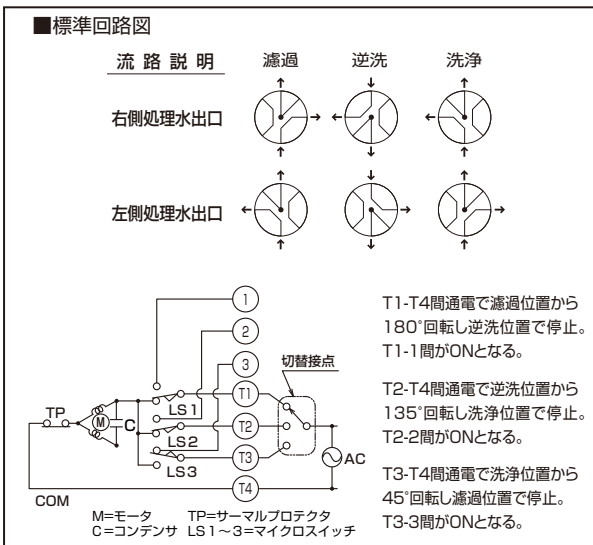 ■標準回路図
流路説明 濾過 逆洗 洗浄
右側処理水出口
左側処理水出口
1
2
3
切替接点
T1
LS1
TP
M
C
T2
LS2
T3
AC
LS3
T4
COM
M=モータ TP=サーマルプロテクタ
C=コンデンサ LS1～3=マイクロスイッチ
T1-T4間通電で濾過位置から
180°回転し逆洗位置で停止。
T1-1間がONとなる。
T2-T4間通電で逆洗位置から
135°回転し洗浄位置で停止。
T2-2間がONとなる。
T3-T4間通電で洗浄位置から
45°回転し濾過位置で停止。
T3-3間がONとなる。